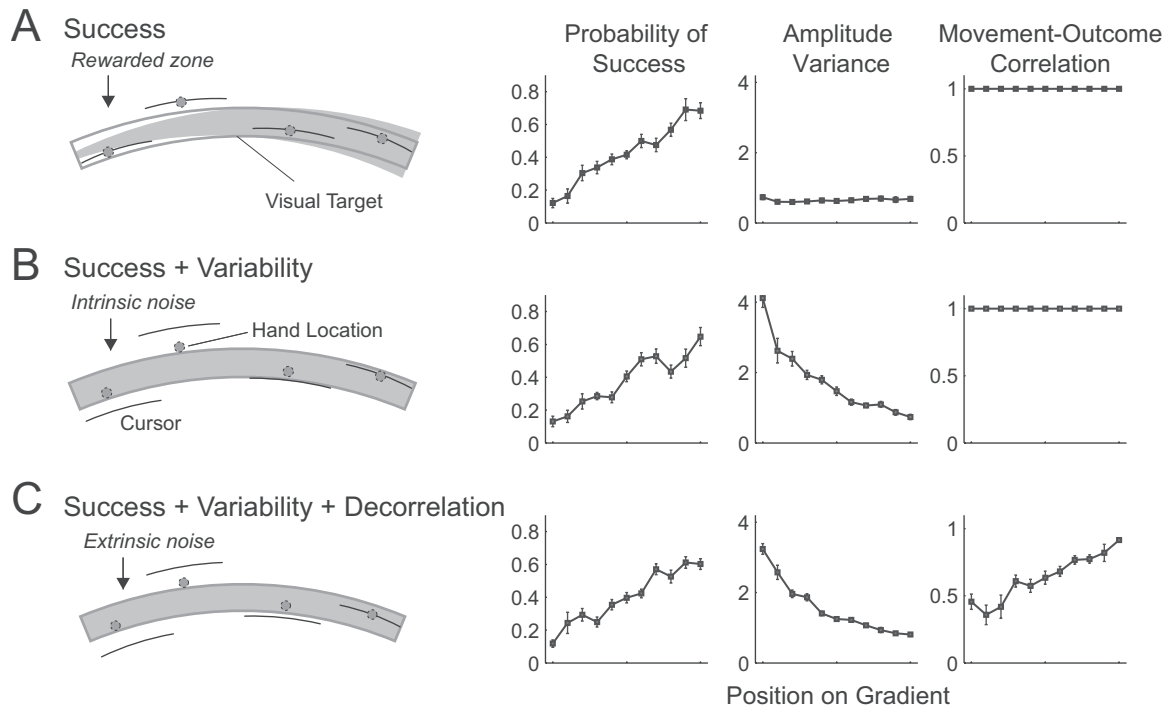 A
Success
Rewarded zone
Visual Target
Probability of
Success
Amplitude
Variance
Movement-Outcome
Correlation
0.8
0.6
0.4
0.2
0
4
2
0
1
0.5
0
B
Success + Variability
Intrinsic noise
Hand Location
Cursor
0.8
0.6
0.4
0.2
0
4
2
0
1
0.5
0
C
Success + Variability + Decorrelation
Extrinsic noise
0.8
0.6
0.4
0.2
0
4
2
0
1
0.5
0
Position on Gradient